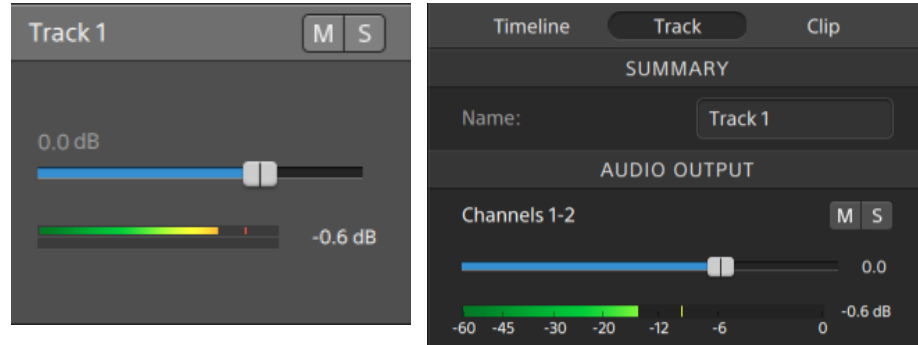 Track 1 M S
0.0 dB
-0.6 dB
Timeline Track Clip
SUMMARY
Name: Track 1
AUDIO OUTPUT
Channels 1-2 M S
0.0
-0.6 dB
-60 -45 -30 -20 -12 -6 0